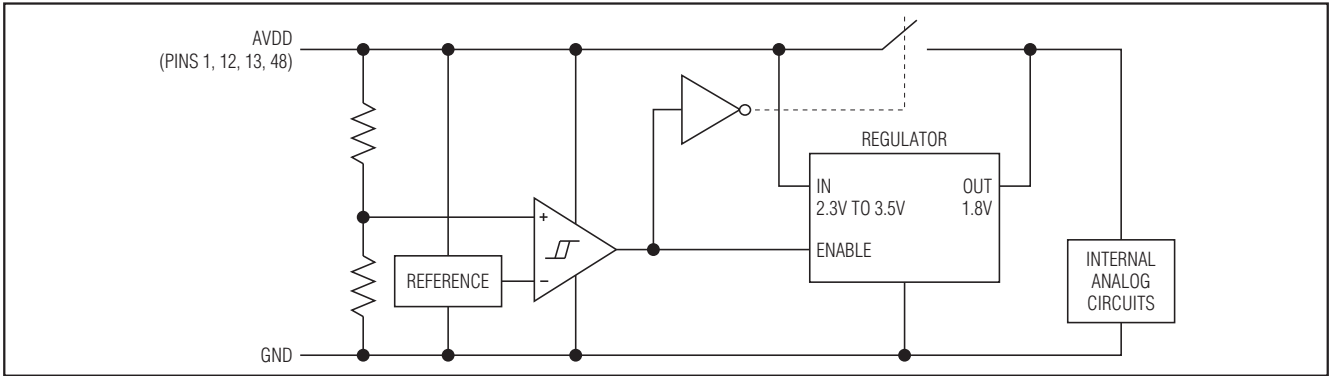 AVDD
(PINS 1, 12, 13, 48)
REGULATOR
IN
2.3V TO 3.5V
OUT
1.8V
ENABLE
+
−
REFERENCE
INTERNAL
ANALOG
CIRCUITS
GND